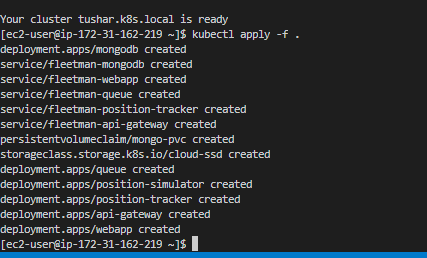 Your cluster tushar.k8s.local is ready
[ec2-user@ip-172-31-162-219 ~]$ kubectl apply -f .
deployment.apps/mongodb created
service/fleetman-mongodb created
service/fleetman-webapp created
service/fleetman-queue created
service/fleetman-position-tracker created
service/fleetman-api-gateway created
persistentvolumeclaim/mongo-pvc created
storageclass.storage.k8s.io/cloud-ssd created
deployment.apps/queue created
deployment.apps/position-simulator created
deployment.apps/position-tracker created
deployment.apps/api-gateway created
deployment.apps/webapp created
[ec2-user@ip-172-31-162-219 ~]$